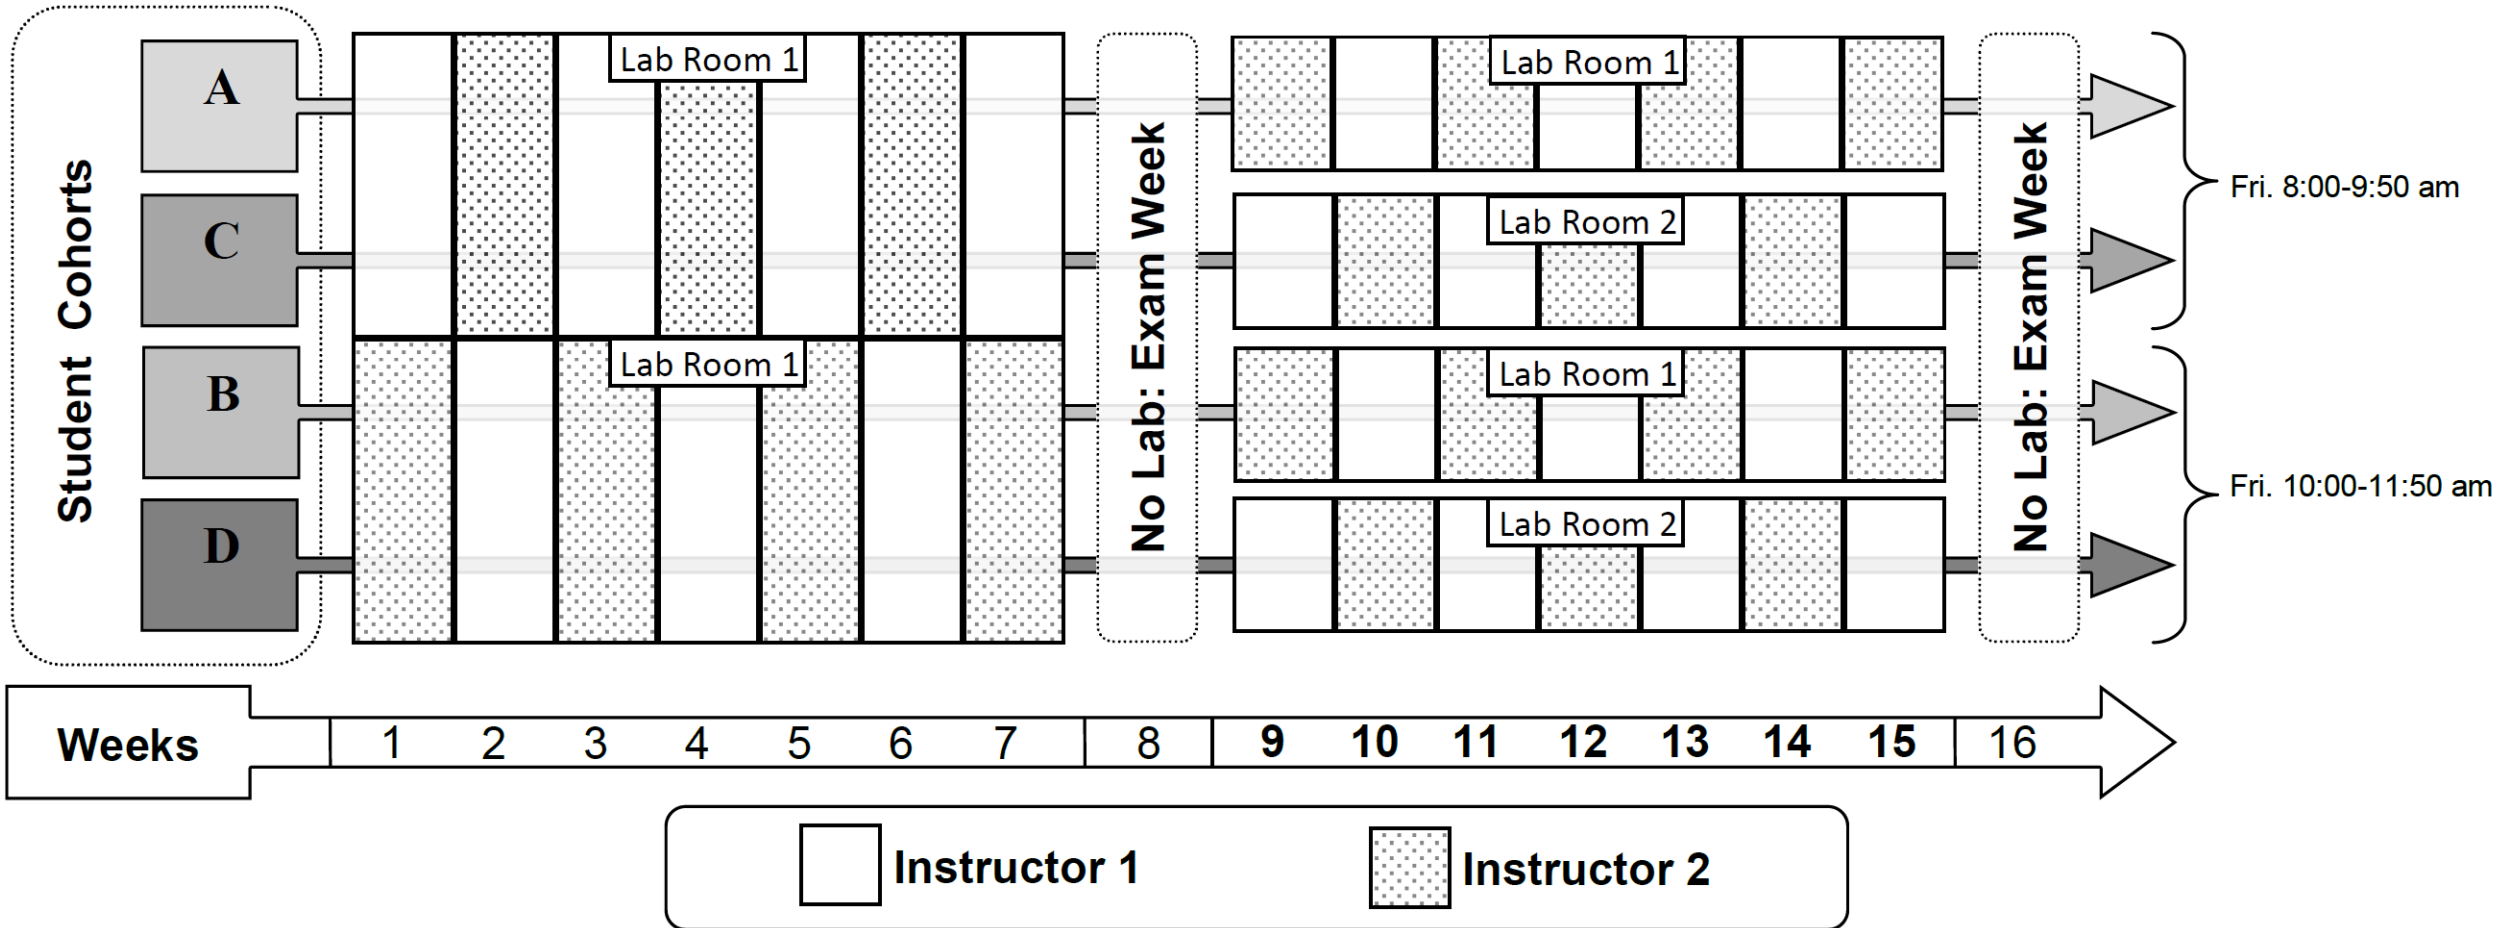 Student Cohorts
A
C
B
D
Lab Room 1
Lab Room 1
No Lab: Exam Week
Lab Room 1
Lab Room 2
Lab Room 1
Lab Room 2
No Lab: Exam Week
Fri. 8:00-9:50 am
Fri. 10:00-11:50 am
Weeks 1 2 3 4 5 6 7 8 9 10 11 12 13 14 15 16
Instructor 1 Instructor 2